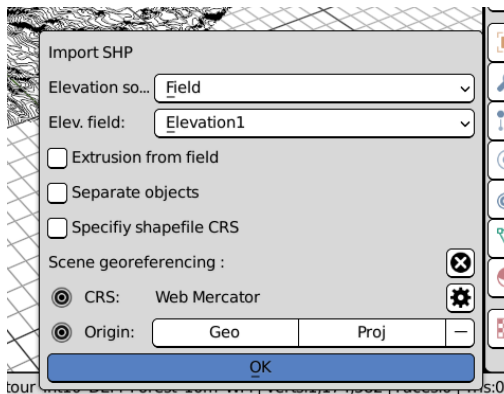 Import SHP
Elevation so... Field
Elev. field: Elevation1
Extrusion from field
Separate objects
Specifiy shapefile CRS
Scene georeferencing :
CRS: Web Mercator
Origin: Geo Proj
OK
tour